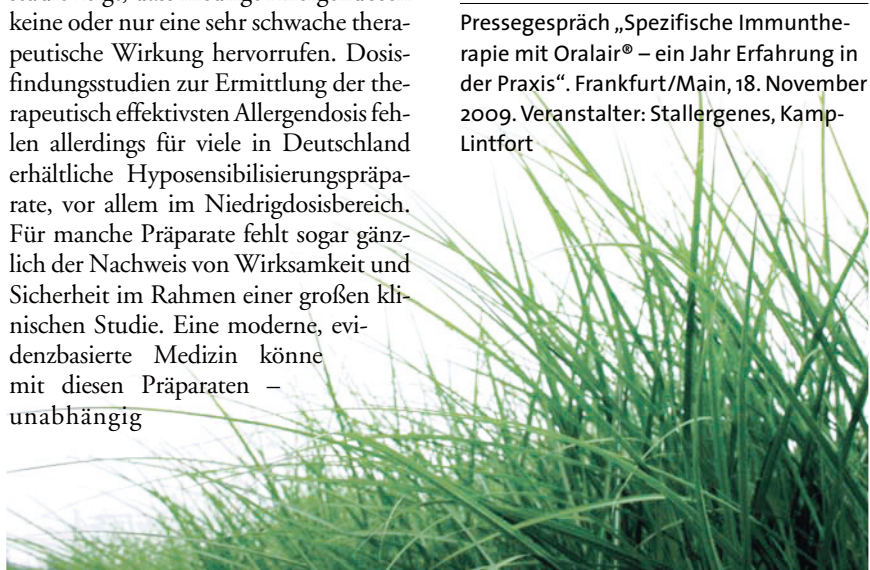 keine oder nur eine sehr schwache thera-
peutische Wirkung hervorrufen. Dosis-
findungsstudien zur Ermittlung der the-
rapeutisch effektivsten Allergendosis feh-
len allerdings für viele in Deutschland
erhältliche Hyposensibilisierungspräpa-
rate, vor allem im Niedrigdosisbereich.
Für manche Präparate fehlt sogar gänz-
lich der Nachweis von Wirksamkeit und
Sicherheit im Rahmen einer großen kli-
nischen Studie. Eine moderne, evi-
denzbasierte Medizin könne
mit diesen Präparaten –
unabhängig
Pressegespräch „Spezifische Immunthe-
rapie mit Oralair® – ein Jahr Erfahrung in
der Praxis“. Frankfurt/Main, 18. November
2009. Veranstalter: Stallergenes, Kamp-
Lintfort